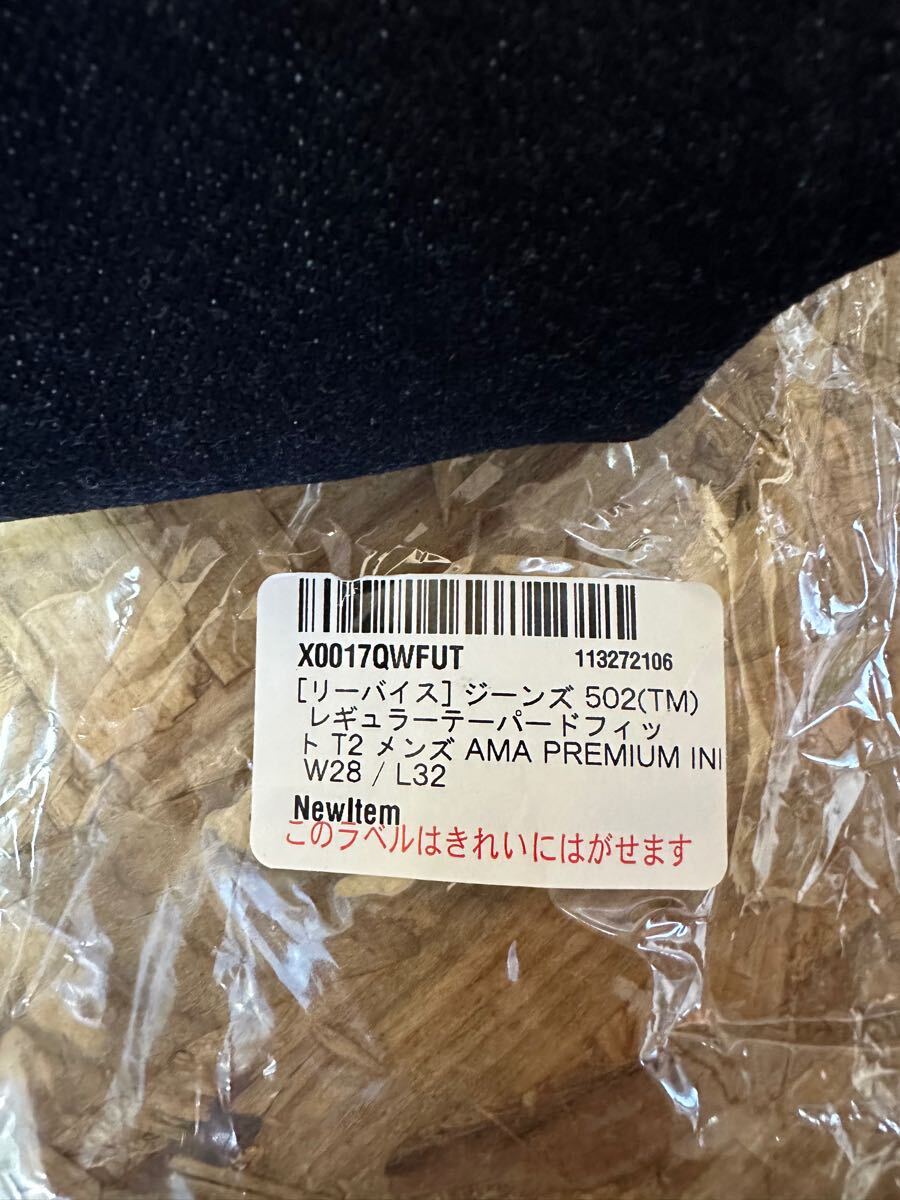 X0017QWFUT 113272106
[リーバイス] ジーンズ 502(TM)
レギュラーテーパードフィッ
ト T2 メンズ AMA PREMIUM INI
W28 / L32
NewItem
このラベルはきれいにはがせます